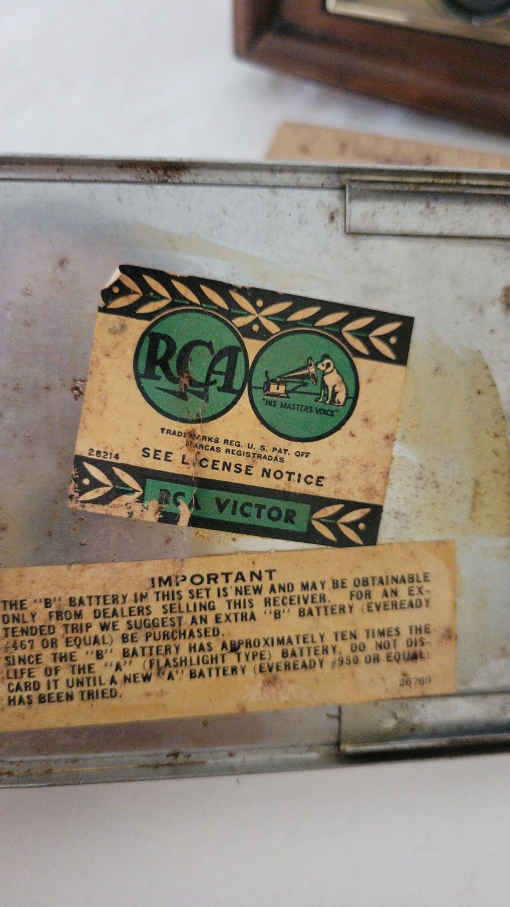 RCA
"HIS MASTER'S VOICE"
TRADEMARKS REG. U. S. PAT. OFF
MARCAS REGISTRADAS
28214
SEE LICENSE NOTICE
RCA VICTOR
IMPORTANT
THE "B" BATTERY IN THIS SET IS NEW AND MAY BE OBTAINABLE
ONLY FROM DEALERS SELLING THIS RECEIVER. FOR AN EX-
TENDED TRIP WE SUGGEST AN EXTRA "B" BATTERY (EVEREADY
#467 OR EQUAL) BE PURCHASED.
SINCE THE "B" BATTERY HAS APPROXIMATELY TEN TIMES THE
LIFE OF THE "A" (FLASHLIGHT TYPE) BATTERY, DO NOT DIS-
CARD IT UNTIL A NEW "A" BATTERY (EVEREADY #950 OR EQUAL)
HAS BEEN TRIED.